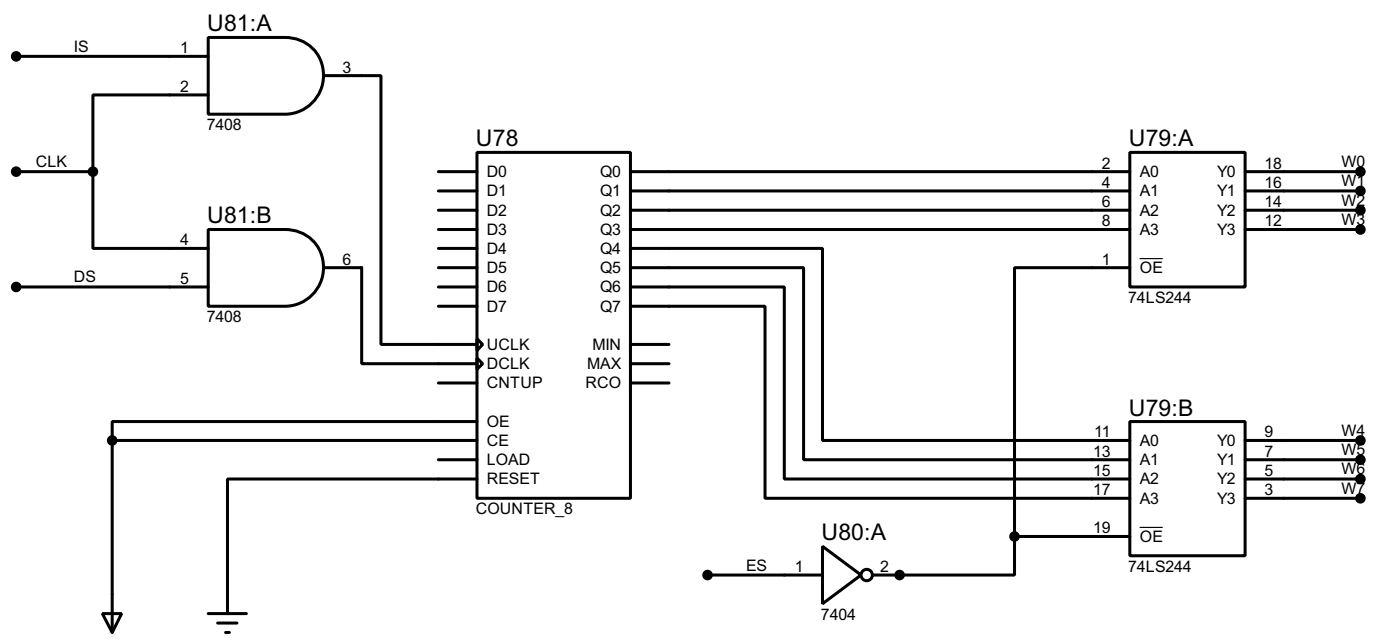 U81:A
IS
1
3
2
7408
CLK
U78
U79:A
D0 Q0 2 A0 Y0 18 W0
D1 Q1 4 A1 Y1 16 W1
U81:B
D2 Q2 6 A2 Y2 14 W2
D3 Q3 8 A3 Y3 12 W3
4
D4 Q4
6
D5 Q5 1 OE
DS
5
D6 Q6
7408
D7 Q7
74LS244
UCLK MIN
DCLK MAX
CNTUP RCO
U79:B
OE
CE 11 A0 Y0 9 W4
LOAD 13 A1 Y1 7 W5
RESET 15 A2 Y2 5 W6
17 A3 Y3 3 W7
COUNTER_8
U80:A
19 OE
ES 1 2
74LS244
7404